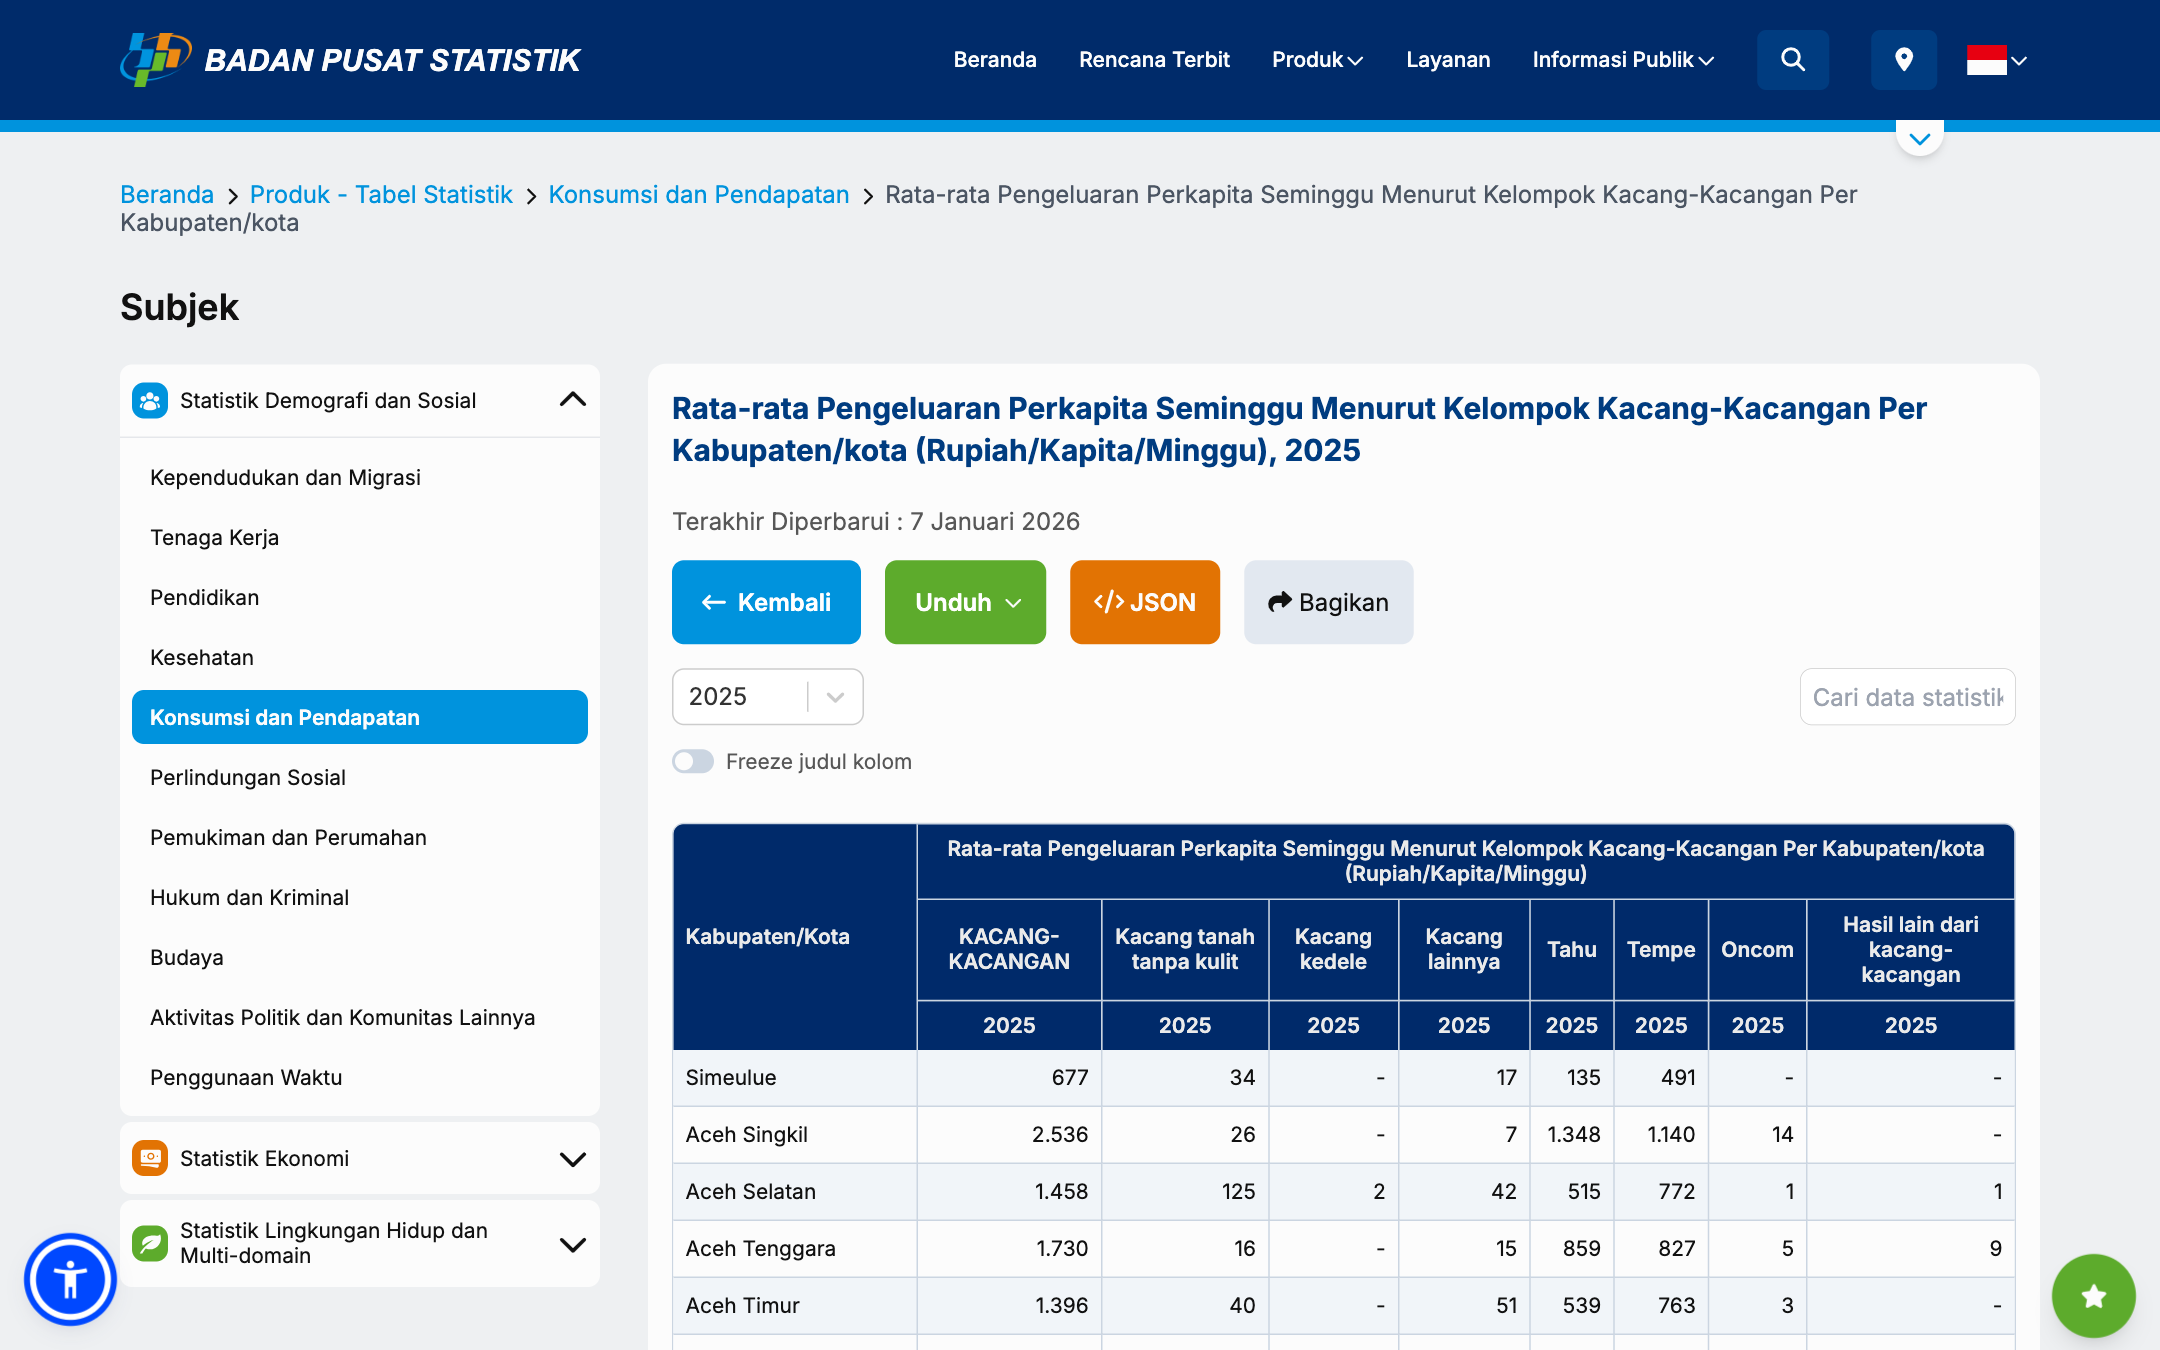 BADAN PUSAT STATISTIK
Beranda Rencana Terbit Produk Layanan Informasi Publik
Beranda > Produk - Tabel Statistik > Konsumsi dan Pendapatan > Rata-rata Pengeluaran Perkapita Seminggu Menurut Kelompok Kacang-Kacangan Per
Kabupaten/kota
Subjek
Statistik Demografi dan Sosial
Kependudukan dan Migrasi
Tenaga Kerja
Pendidikan
Kesehatan
Konsumsi dan Pendapatan
Perlindungan Sosial
Pemukiman dan Perumahan
Hukum dan Kriminal
Budaya
Aktivitas Politik dan Komunitas Lainnya
Penggunaan Waktu
Statistik Ekonomi
Statistik Lingkungan Hidup dan
Multi-domain
Rata-rata Pengeluaran Perkapita Seminggu Menurut Kelompok Kacang-Kacangan Per
Kabupaten/kota (Rupiah/Kapita/Minggu), 2025
Terakhir Diperbarui : 7 Januari 2026
Kembali Unduh </> JSON Bagikan
2025 Cari data statistik
Freeze judul kolom
Rata-rata Pengeluaran Perkapita Seminggu Menurut Kelompok Kacang-Kacangan Per Kabupaten/kota
(Rupiah/Kapita/Minggu)
Kabupaten/Kota
KACANG-
KACANGAN
Kacang tanah
tanpa kulit
Kacang
kedele
Kacang
lainnya
Tahu
Tempe
Oncom
Hasil lain dari
kacang-
kacangan
2025 2025 2025 2025 2025 2025 2025 2025
Simeulue 677 34 - 17 135 491 - -
Aceh Singkil 2.536 26 - 7 1.348 1.140 14 -
Aceh Selatan 1.458 125 2 42 515 772 1 1
Aceh Tenggara 1.730 16 - 15 859 827 5 9
Aceh Timur 1.396 40 - 51 539 763 3 -